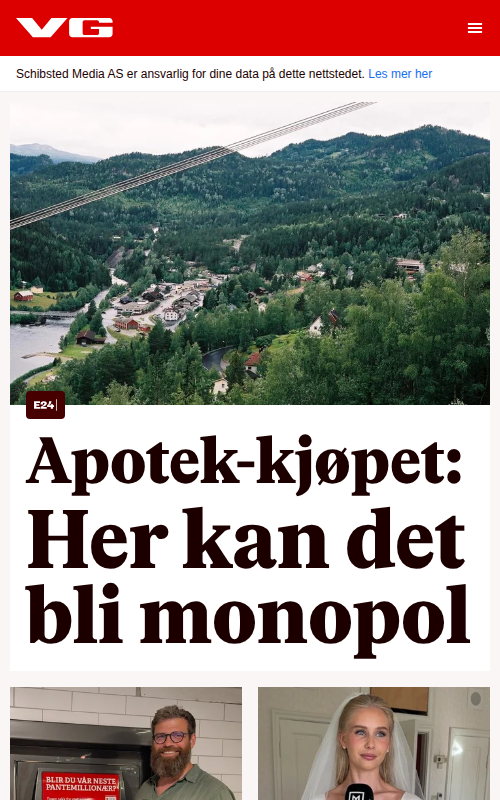 VG
Schibsted Media AS er ansvarlig for dine data på dette nettstedet. Les mer her
E24
Apotek-kjøpet:
Her kan det
bli monopol
BLIR DU VÅR NESTE
PANTEMILLIONÆR?
M